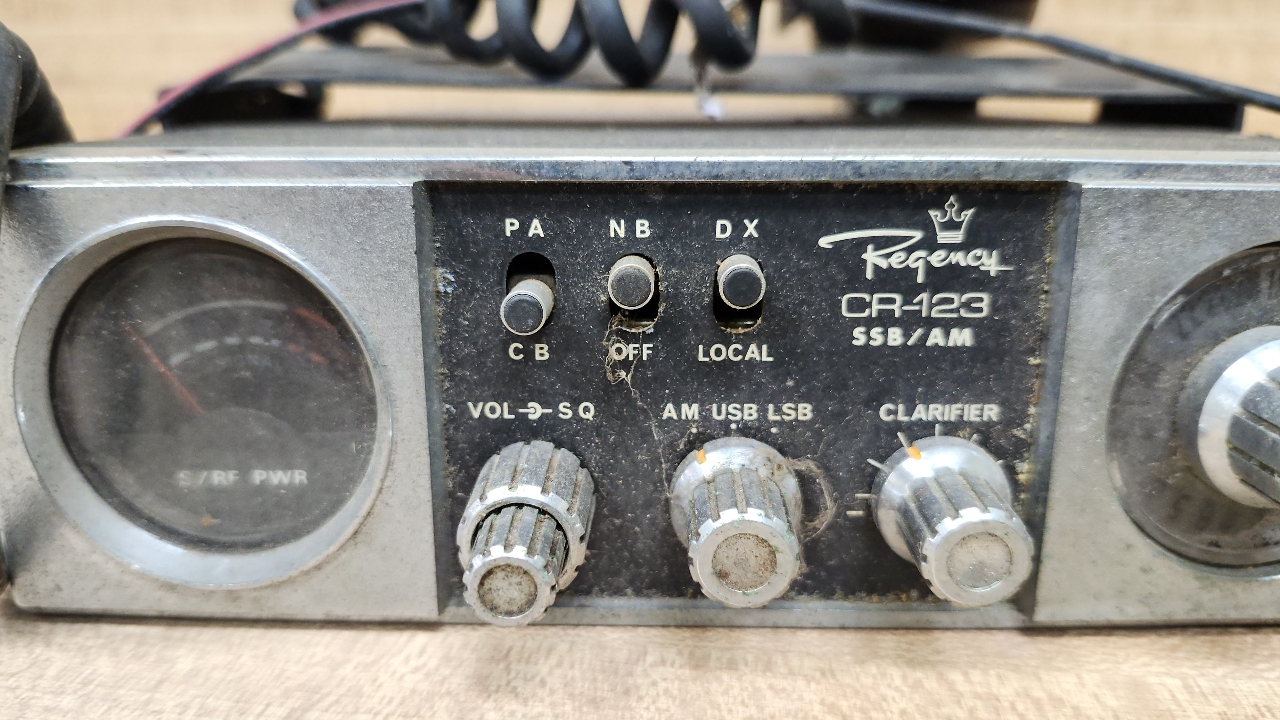 PA NB DX
Regency
CR-123
SSB/AM
CB OFF LOCAL
VOL SQ AM USB LSB CLARIFIER
S/RF PWR